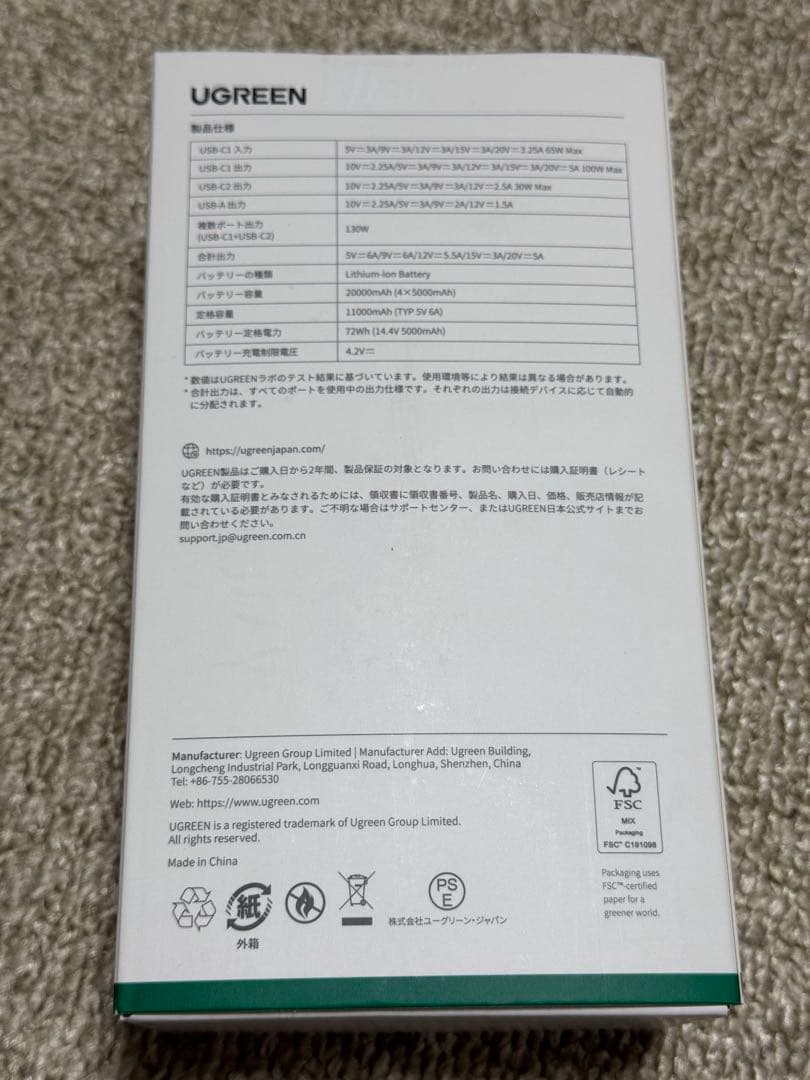 UGREEN
製品仕様
USB-C1 入力 5V⎓3A/9V⎓3A/12V⎓3A/15V⎓3A/20V⎓3.25A 65W Max
USB-C1 出力 10V⎓2.25A/5V⎓3A/9V⎓3A/12V⎓3A/15V⎓3A/20V⎓5A 100W Max
USB-C2 出力 10V⎓2.25A/5V⎓3A/9V⎓3A/12V⎓2.5A 30W Max
USB-A 出力 10V⎓2.25A/5V⎓3A/9V⎓2A/12V⎓1.5A
複数ポート出力
(USB-C1+USB-C2) 130W
合計出力 5V⎓6A/9V⎓6A/12V⎓5.5A/15V⎓3A/20V⎓5A
バッテリーの種類 Lithium-ion Battery
バッテリー容量 20000mAh (4×5000mAh)
定格容量 11000mAh (TYP 5V 6A)
バッテリー定格電力 72Wh (14.4V 5000mAh)
バッテリー充電制限電圧 4.2V⎓
*数値はUGREENラボのテスト結果に基づいています。使用環境等により結果は異なる場合があります。
*合計出力は、すべてのポートを使用中の出力仕様です。それぞれの出力は接続デバイスに応じて自動的
に分配されます。
https://ugreenjapan.com/
UGREEN製品はご購入日から2年間、製品保証の対象となります。お問い合わせには購入証明書（レシート
など）が必要です。
有効な購入証明書とみなされるためには、領収書に領収書番号、製品名、購入日、価格、販売店情報が記
載されている必要があります。ご不明な場合はサポートセンター、またはUGREEN日本公式サイトまでお
問い合わせください。
support.jp@ugreen.com.cn
Manufacturer: Ugreen Group Limited | Manufacturer Add: Ugreen Building,
Longcheng Industrial Park, Longguanxi Road, Longhua, Shenzhen, China
Tel: +86-755-28066530
Web: https://www.ugreen.com
UGREEN is a registered trademark of Ugreen Group Limited.
All rights reserved.
Made in China
紙
外箱
PS
E
株式会社ユーグリーン・ジャパン
FSC
MIX
Packaging
FSC™ C191098
Packaging uses
FSC™-certified
paper for a
greener world.